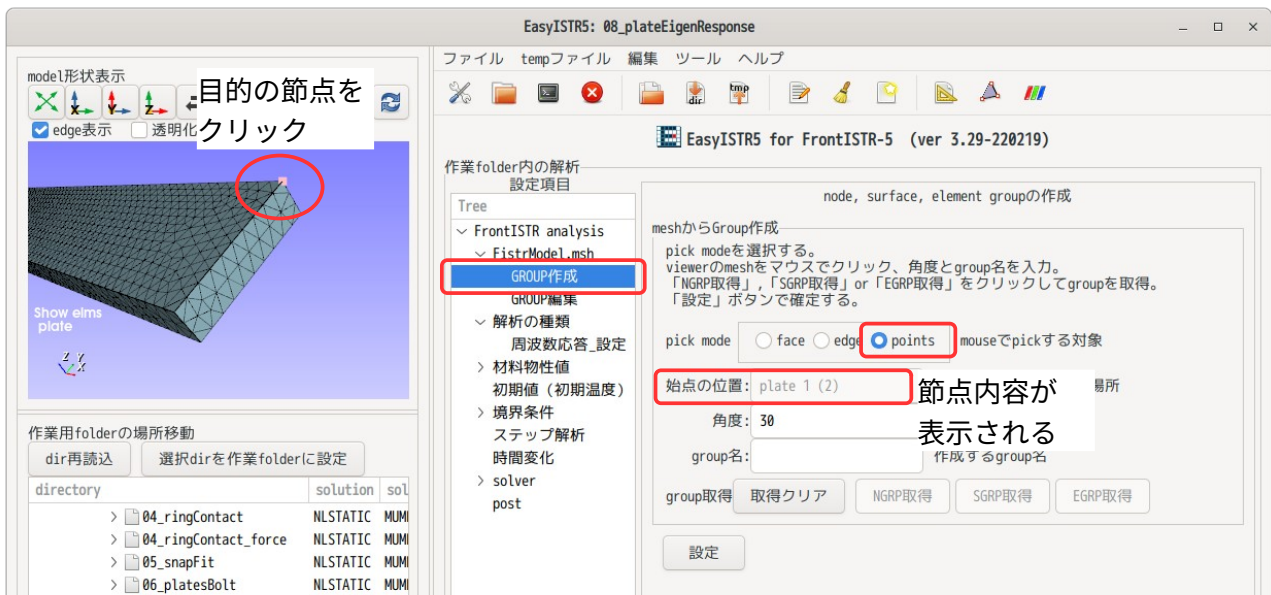 EasyISTR5: 08_plateEigenResponse
model形状表示
目的の節点を
クリック
edge表示 透明化
Show elms
plate
Z Y
X
作業用folderの場所移動
dir再読込 選択dirを作業folderに設定
directory solution sol
04_ringContact NLSTATIC MUM
04_ringContact_force NLSTATIC MUM
05_snapFit NLSTATIC MUM
06_platesBolt NLSTATIC MUM
ファイル tempファイル 編集 ツール ヘルプ
dir tmp
EasyISTR5 for FrontISTR-5 (ver 3.29-220219)
作業folder内の解析
設定項目
Tree
FrontISTR analysis
FistrModel.msh
GROUP作成
GROUP編集
解析の種類
周波数応答_設定
材料物性値
初期値（初期温度）
境界条件
ステップ解析
時間変化
solver
post
node, surface, element groupの作成
meshからGroup作成
pick modeを選択する。
viewerのmeshをマウスでクリック、角度とgroup名を入力。
「NGRP取得」,「SGRP取得」or「EGRP取得」をクリックしてgroupを取得。
「設定」ボタンで確定する。
pick mode face edge points mouseでpickする対象
始点の位置: plate 1 (2) 場所
節点内容が
表示される
角度: 30
group名: 作成するgroup名
group取得 取得クリア NGRP取得 SGRP取得 EGRP取得
設定